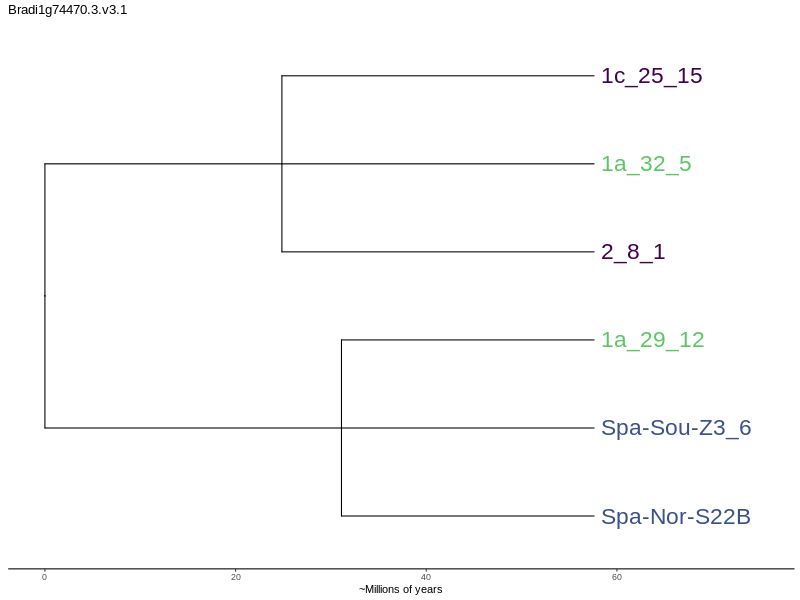 Bradi1g74470.3.v3.1
1c_25_15
1a_32_5
2_8_1
1a_29_12
Spa-Sou-Z3_6
Spa-Nor-S22B
0 20 40 60
~Millions of years